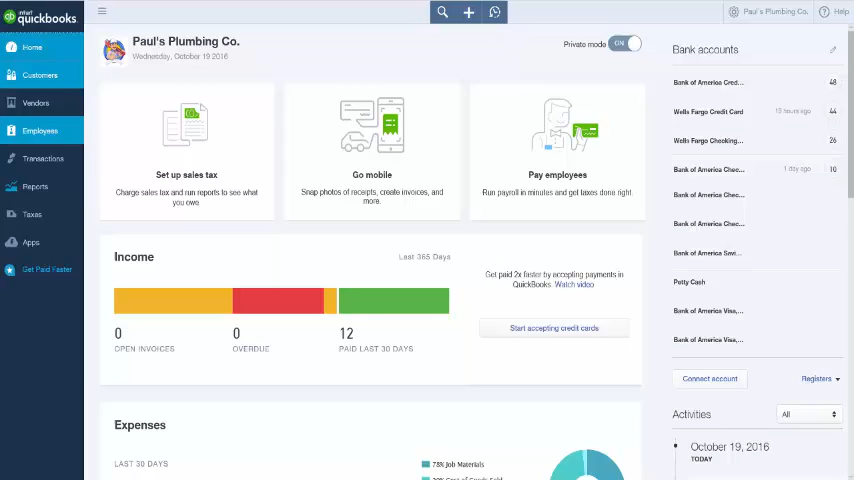 intuit
quickbooks.
Paul's Plumbing Co.
Help
Home
Customers
Vendors
Employees
Transactions
Reports
Taxes
Apps
Get Paid Faster
Paul's Plumbing Co.
Wednesday, October 19 2016
Private mode
ON
Set up sales tax
Charge sales tax and run reports to see what
you owe.
Go mobile
Snap photos of receipts, create invoices, and
more.
Pay employees
Run payroll in minutes and get taxes done right.
Income
Last 365 Days
0
OPEN INVOICES
0
OVERDUE
12
PAID LAST 30 DAYS
Get paid 2x faster by accepting payments in
QuickBooks. Watch video
Start accepting credit cards
Expenses
LAST 30 DAYS
78% Job Materials
Bank accounts
Bank of America Cred... 48
Wells Fargo Credit Card 15 hours ago 44
Wells Fargo Checking... 26
Bank of America Chec... 1 day ago 10
Bank of America Chec...
Bank of America Chec...
Bank of America Savi...
Petty Cash
Bank of America Visa,...
Bank of America Visa,...
Connect account
Registers
Activities
All
October 19, 2016
TODAY